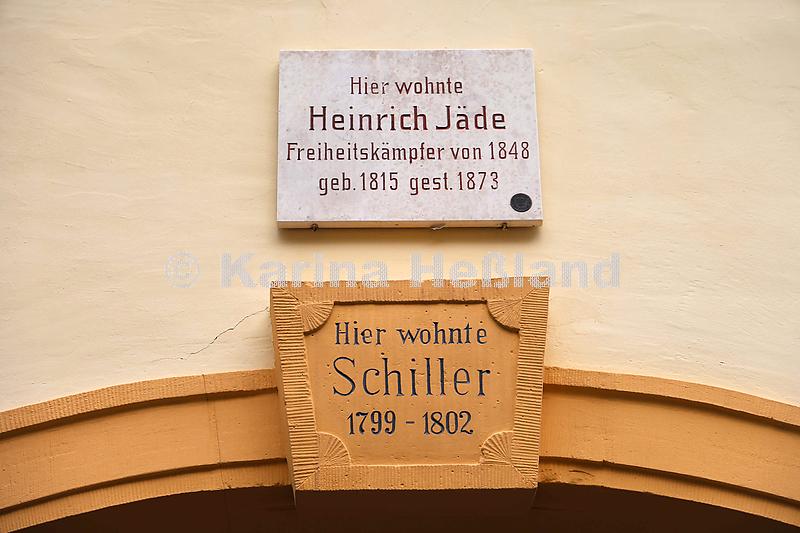 Hier wohnte
Heinrich Jäde
Freiheitskämpfer von 1848
geb. 1815 gest. 1873
© Karina Heßland
Hier wohnte
Schiller
1799 - 1802